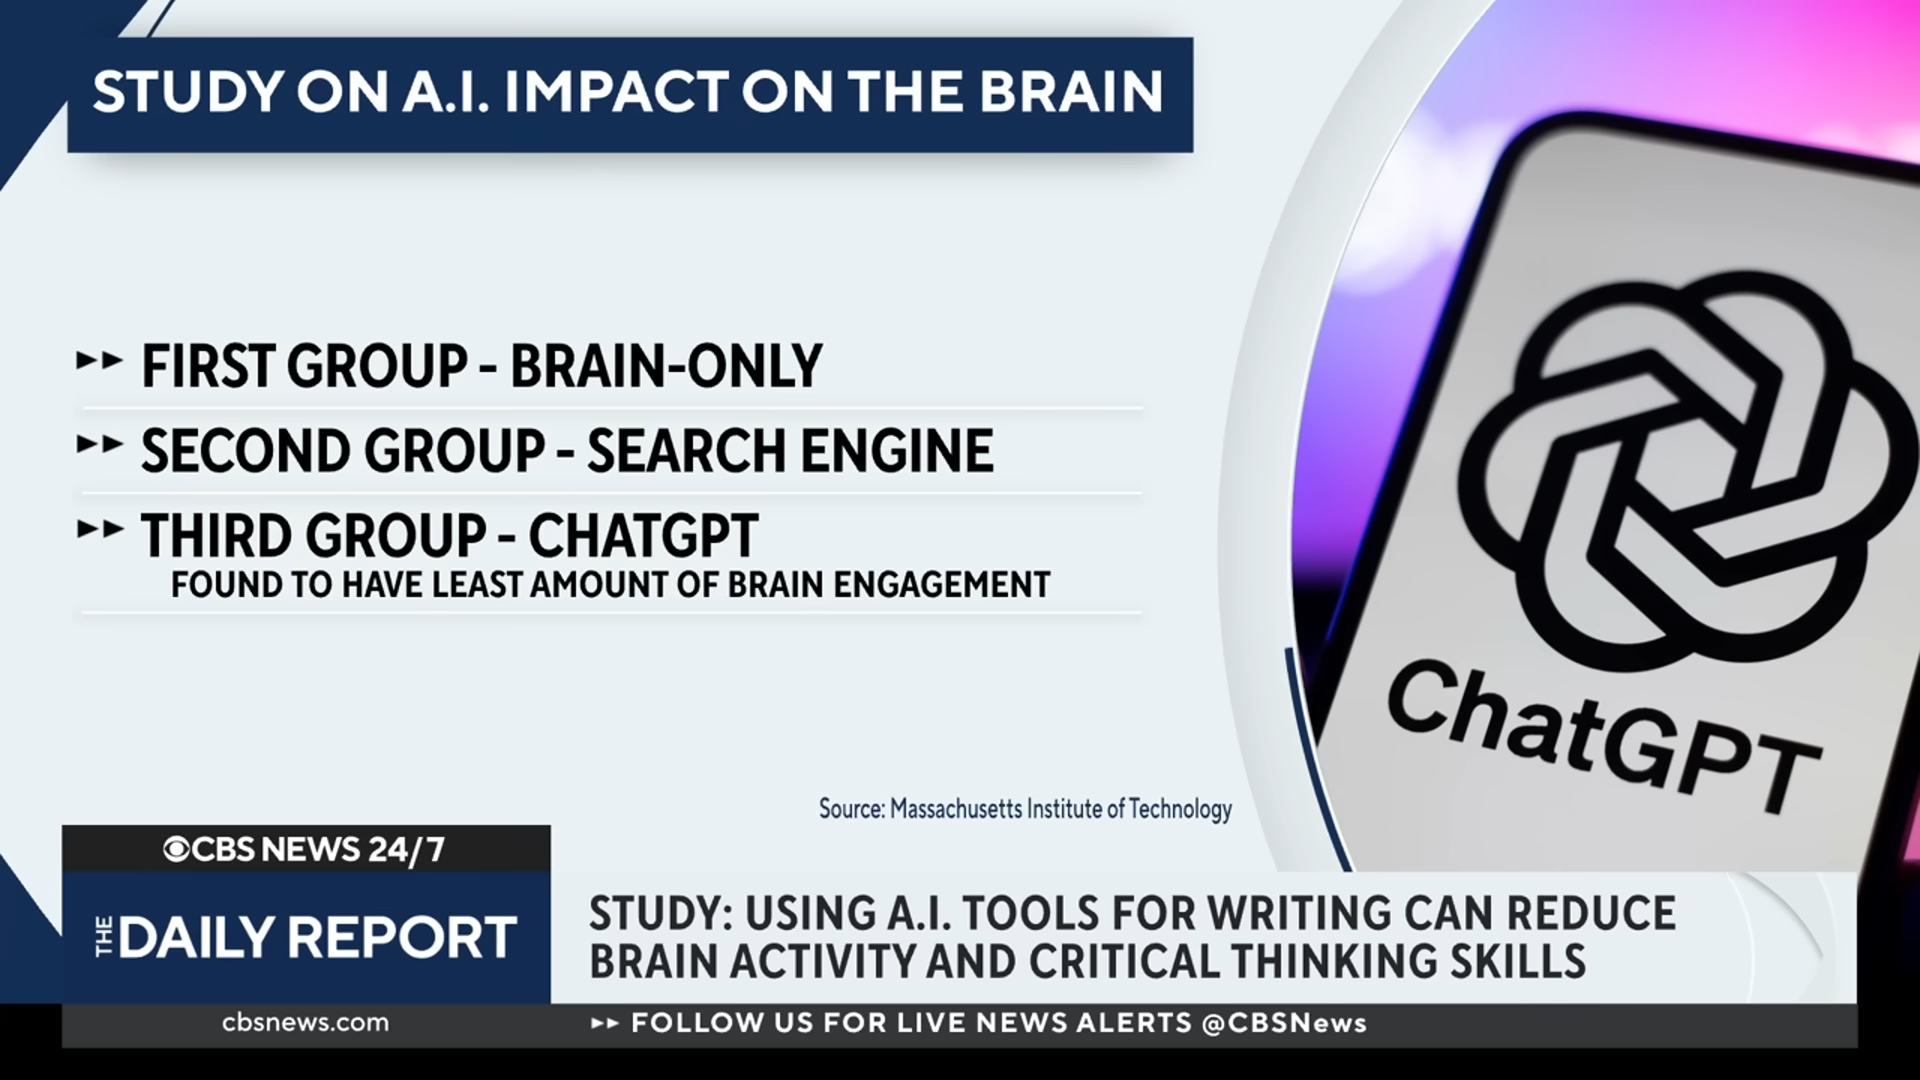 STUDY ON A.I. IMPACT ON THE BRAIN
FIRST GROUP - BRAIN-ONLY
SECOND GROUP - SEARCH ENGINE
THIRD GROUP - CHATGPT
FOUND TO HAVE LEAST AMOUNT OF BRAIN ENGAGEMENT
ChatGPT
Source: Massachusetts Institute of Technology
CBS NEWS 24/7
THE DAILY REPORT
STUDY: USING A.I. TOOLS FOR WRITING CAN REDUCE
BRAIN ACTIVITY AND CRITICAL THINKING SKILLS
cbsnews.com
FOLLOW US FOR LIVE NEWS ALERTS @CBSNews